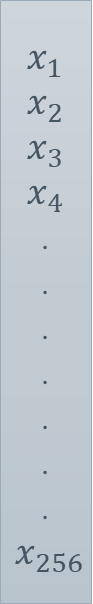 x₁
x₂
x₃
x₄
.
.
.
.
.
.
.
x₂₅₆